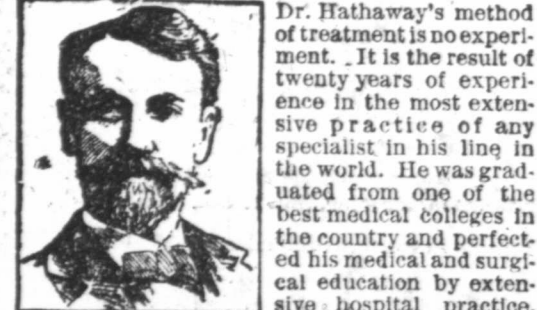 Dr. Hathaway's method
of treatment is no experi-
ment. It is the result of
twenty years of experi-
ence in the most exten-
sive practice of any
specialist in his line in
the world. He was grad-
uated from one of the
best medical colleges in
the country and perfect-
ed his medical and surgi-
cal education by exten-
sive hospital practice.